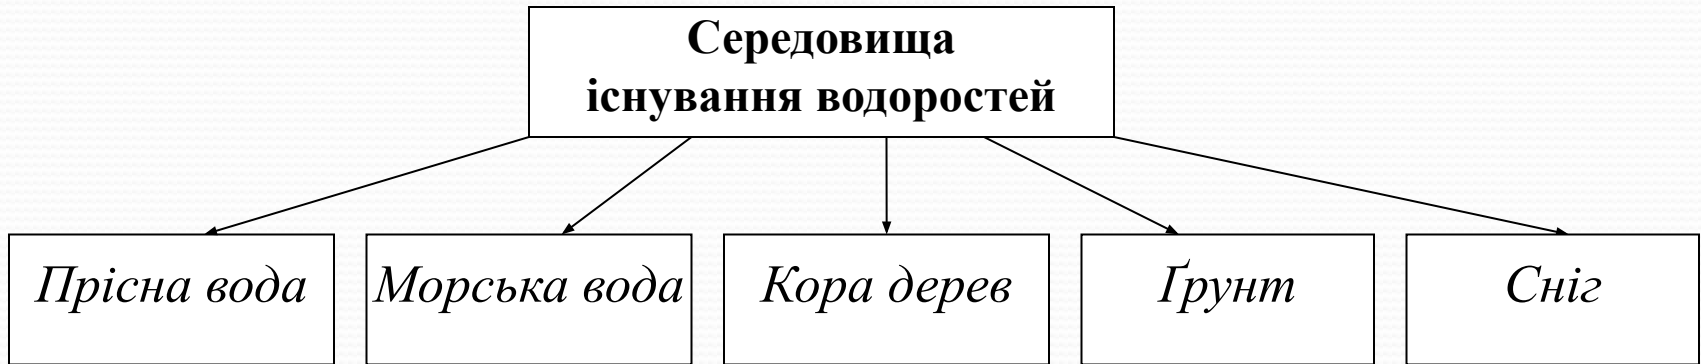 Середовища
існування водоростей
Прісна вода
Морська вода
Кора дерев
Ґрунт
Сніг